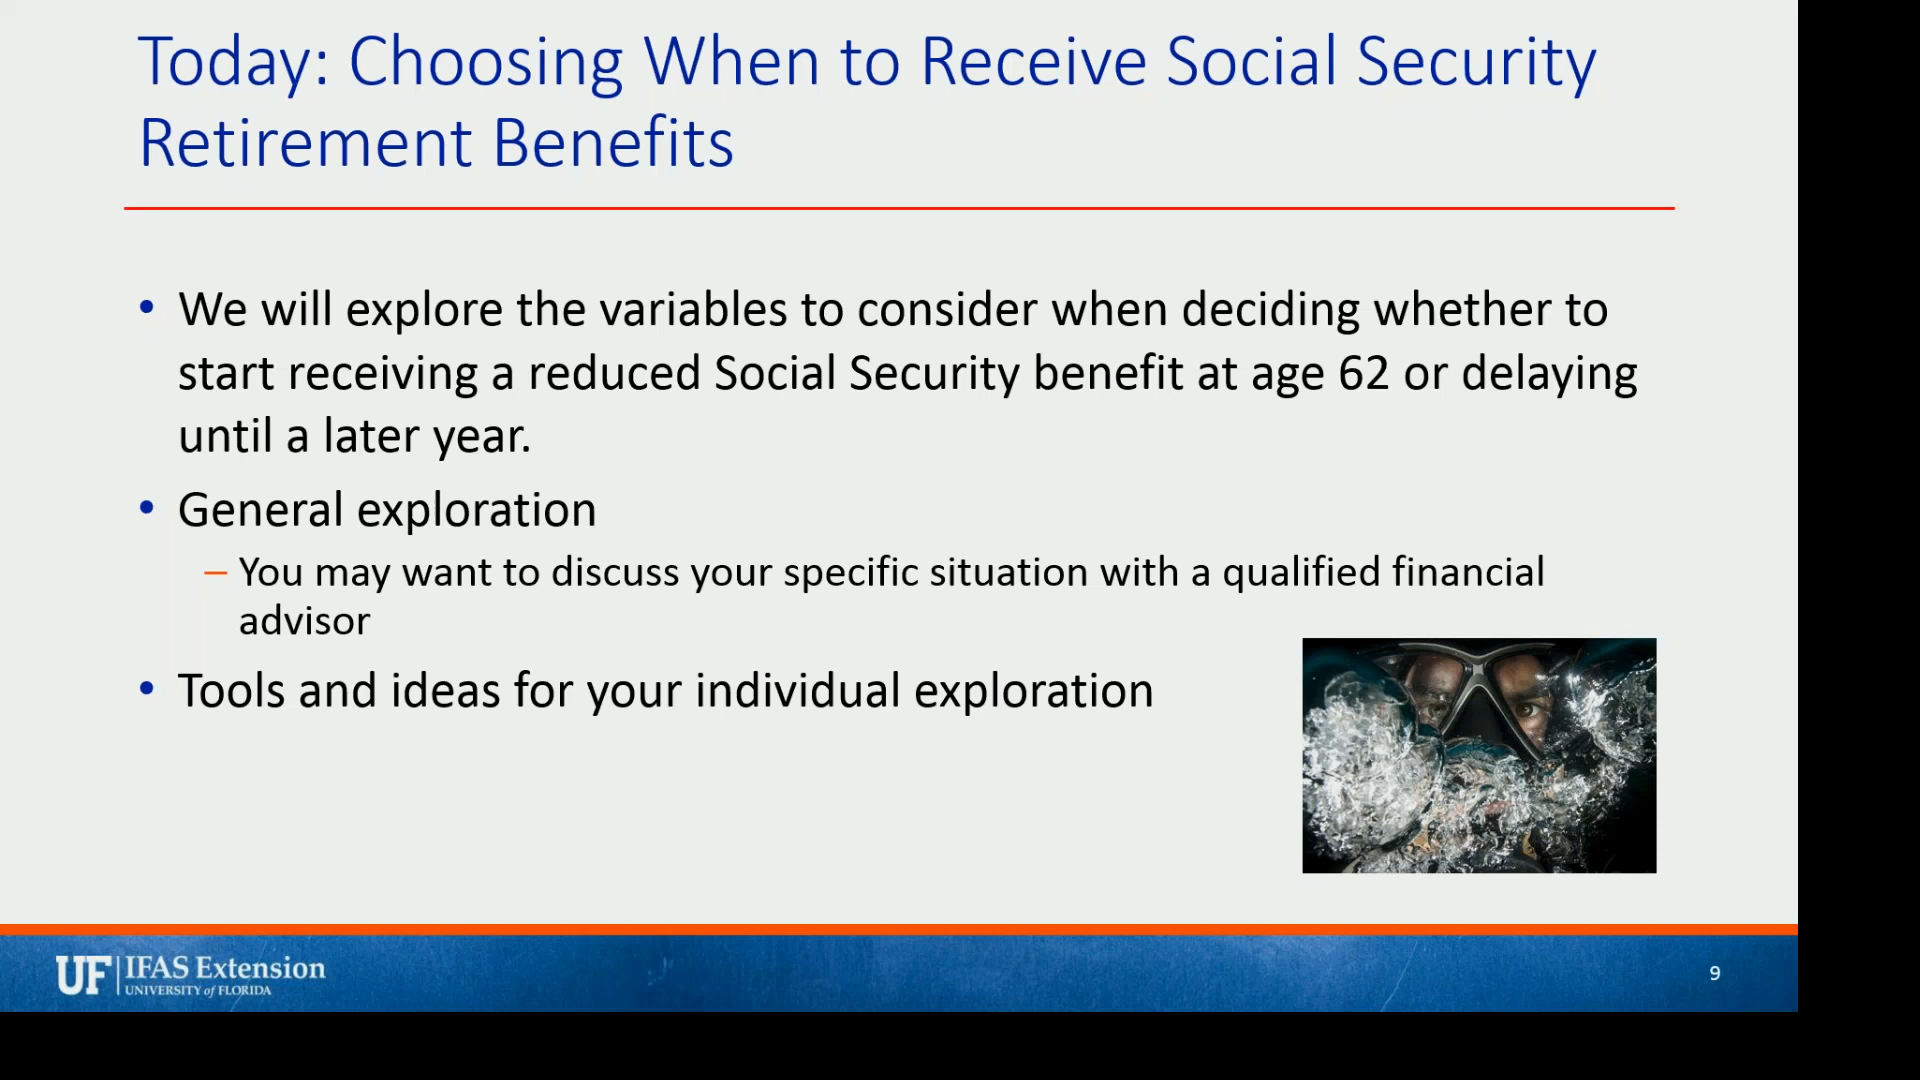 Today: Choosing When to Receive Social Security
Retirement Benefits
• We will explore the variables to consider when deciding whether to
start receiving a reduced Social Security benefit at age 62 or delaying
until a later year.
• General exploration
– You may want to discuss your specific situation with a qualified financial
advisor
• Tools and ideas for your individual exploration
UF | IFAS Extension
UNIVERSITY of FLORIDA
9